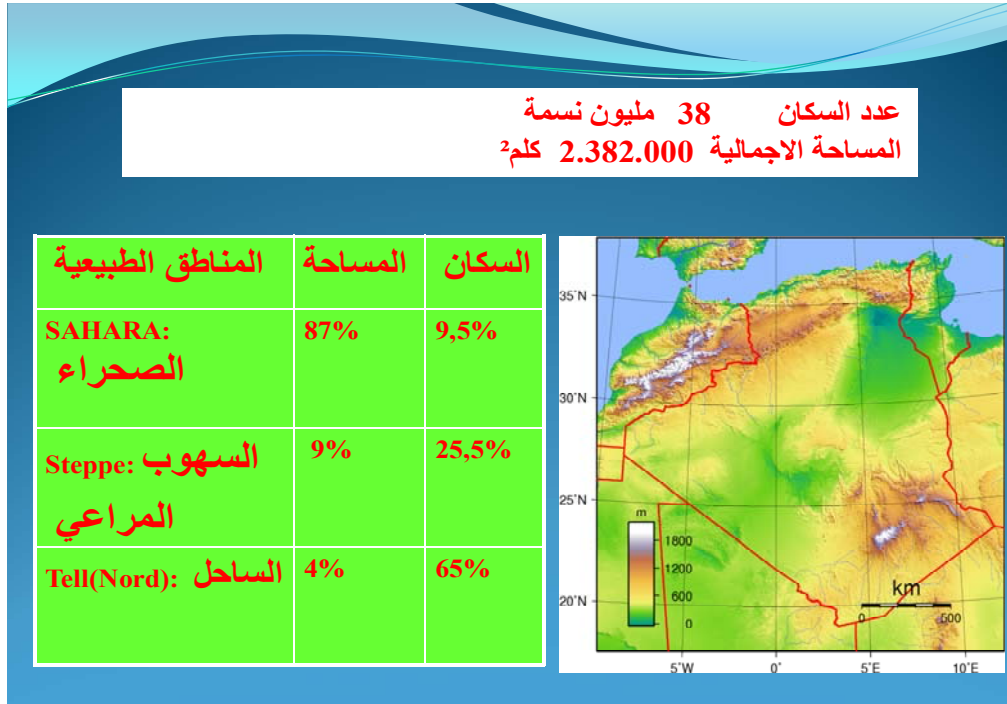 عدد السكان 38 مليون نسمة
المساحة الاجمالية 2.382.000 كلم²
المناطق الطبيعية المساحة السكان
SAHARA: 87% 9,5%
الصحراء
Steppe: السهوب 9% 25,5%
المراعي
Tell(Nord): الساحل 4% 65%
35°N
30°N
25°N
20°N
m
1800
1200
600
0
km
0 500
5°W 0° 5°E 10°E